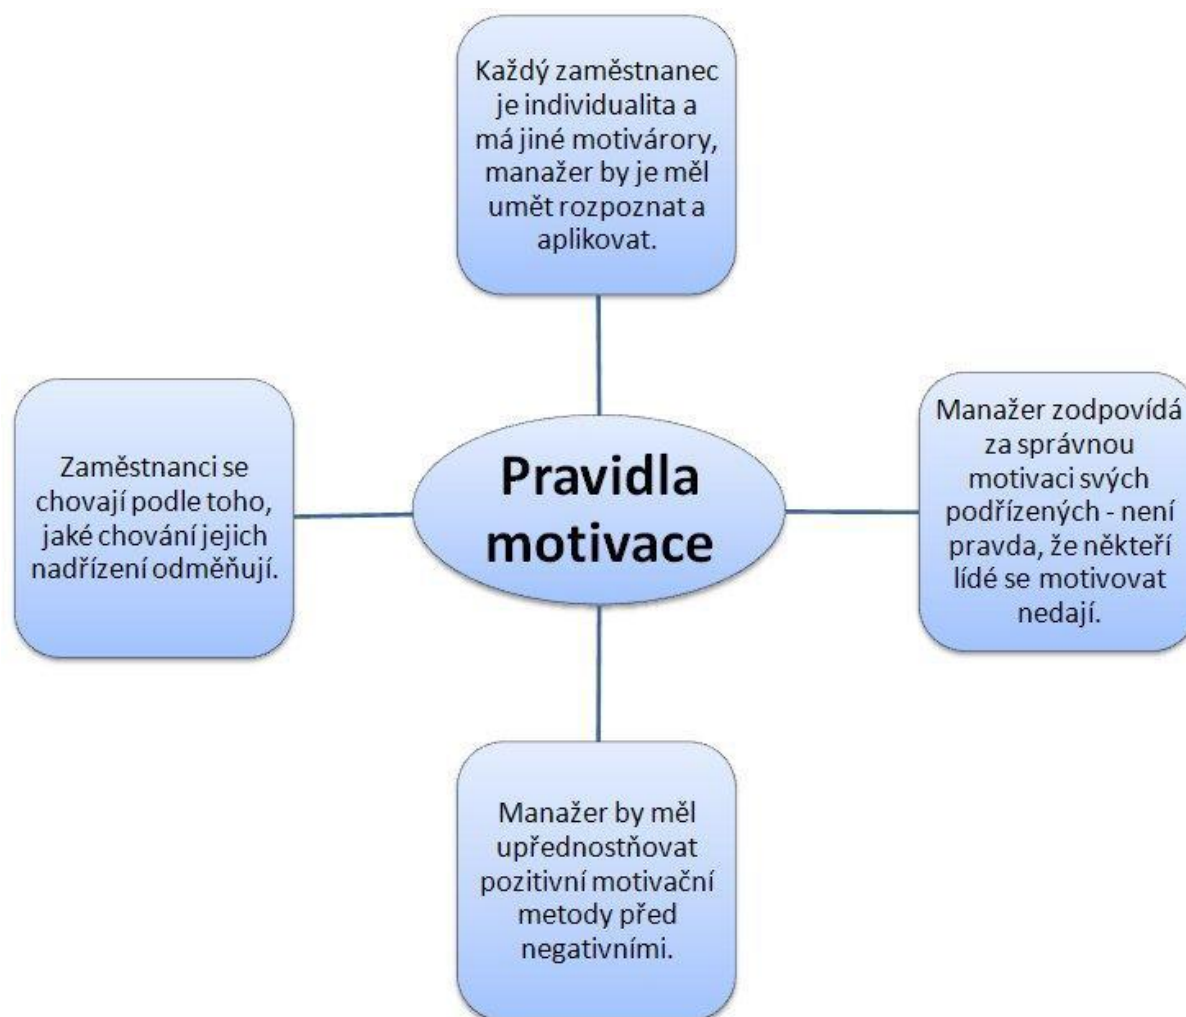 Každý zaměstnanec
je individualita a
má jiné motivárory,
manažer by je měl
umět rozpoznat a
aplikovat.
Zaměstnanci se
chovají podle toho,
jaké chování jejich
nadřízení odměňují.
Pravidla
motivace
Manažer zodpovídá
za správnou
motivaci svých
podřízených - není
pravda, že někteří
lídé se motivovat
nedají.
Manažer by měl
upřednostňovat
pozitivní motivační
metody před
negativními.